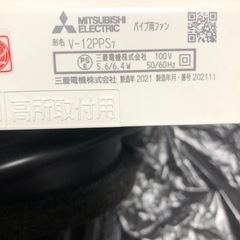 MITSUBISHI
ELECTRIC
パイプ用ファン
形名 V-12PPS7
PS
E
100V
5.6/6.4W 50/60Hz
三菱電機株式会社 製造年 2021 製造番号 202111
三菱電機株式会社
高所取付用